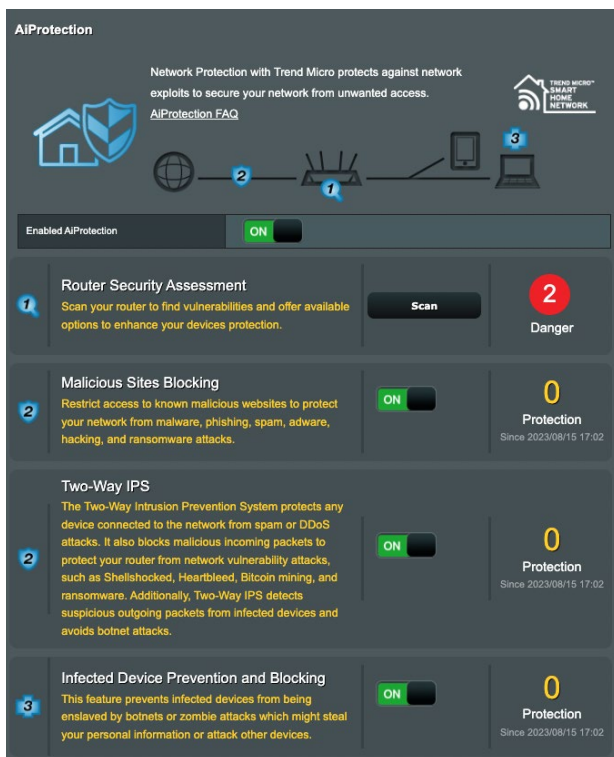 AiProtection
Network Protection with Trend Micro protects against network
exploits to secure your network from unwanted access.
AiProtection FAQ
TREND MICRO™
SMART
HOME
NETWORK
3
2
1
Enabled AiProtection
ON
1
Router Security Assessment
Scan your router to find vulnerabilities and offer available
options to enhance your devices protection.
Scan
2
Danger
2
Malicious Sites Blocking
Restrict access to known malicious websites to protect
your network from malware, phishing, spam, adware,
hacking, and ransomware attacks.
ON
0
Protection
Since 2023/08/15 17:02
2
Two-Way IPS
The Two-Way Intrusion Prevention System protects any
device connected to the network from spam or DDoS
attacks. It also blocks malicious incoming packets to
protect your router from network vulnerability attacks,
such as Shellshocked, Heartbleed, Bitcoin mining, and
ransomware. Additionally, Two-Way IPS detects
suspicious outgoing packets from infected devices and
avoids botnet attacks.
ON
0
Protection
Since 2023/08/15 17:02
3
Infected Device Prevention and Blocking
This feature prevents infected devices from being
enslaved by botnets or zombie attacks which might steal
your personal information or attack other devices.
ON
0
Protection
Since 2023/08/15 17:02